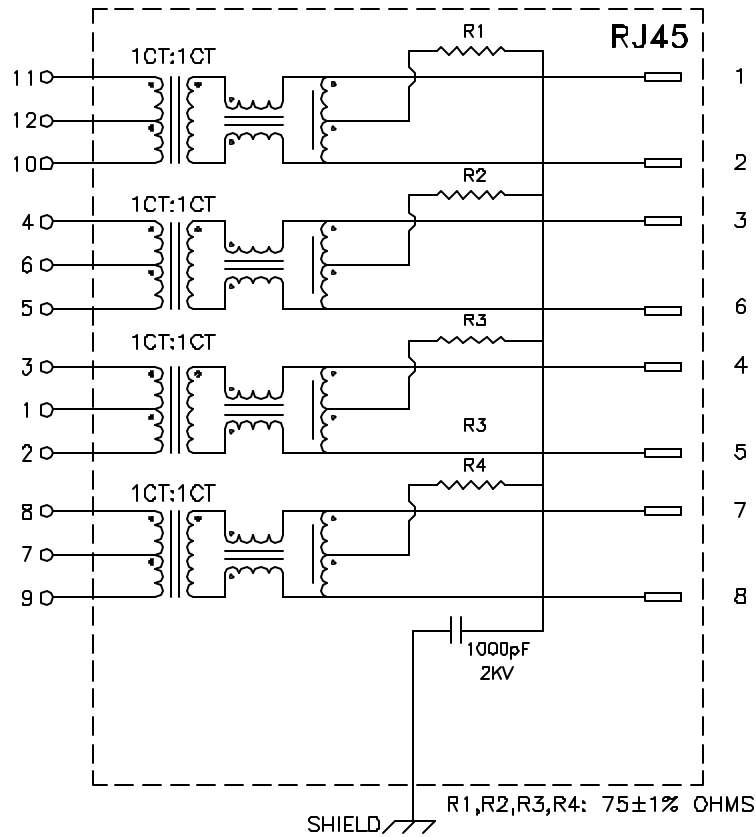 R1
RJ45
1CT:1CT
11
1
12
10
2
R2
1CT:1CT
4
3
6
5
6
R3
1CT:1CT
3
4
1
R3
2
5
R4
1CT:1CT
8
7
7
9
8
1000pF
2KV
R1,R2,R3,R4: 75±1% OHMS
SHIELD